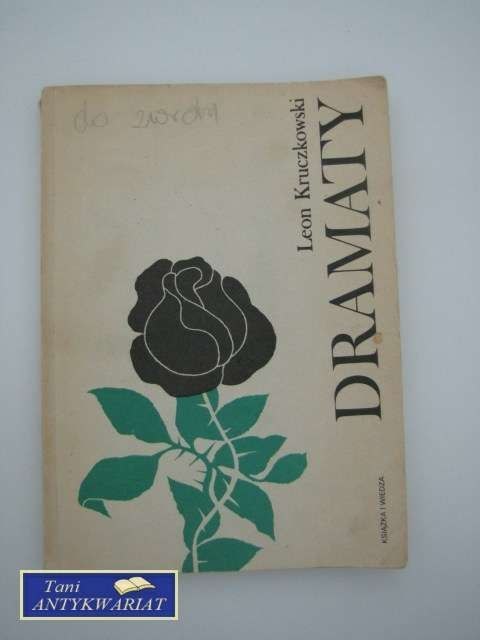 do zwrotu
Leon Kruczkowski
DRAMATY
KSIĄŻKA I WIEDZA
Tani
ANTYKWARIAT